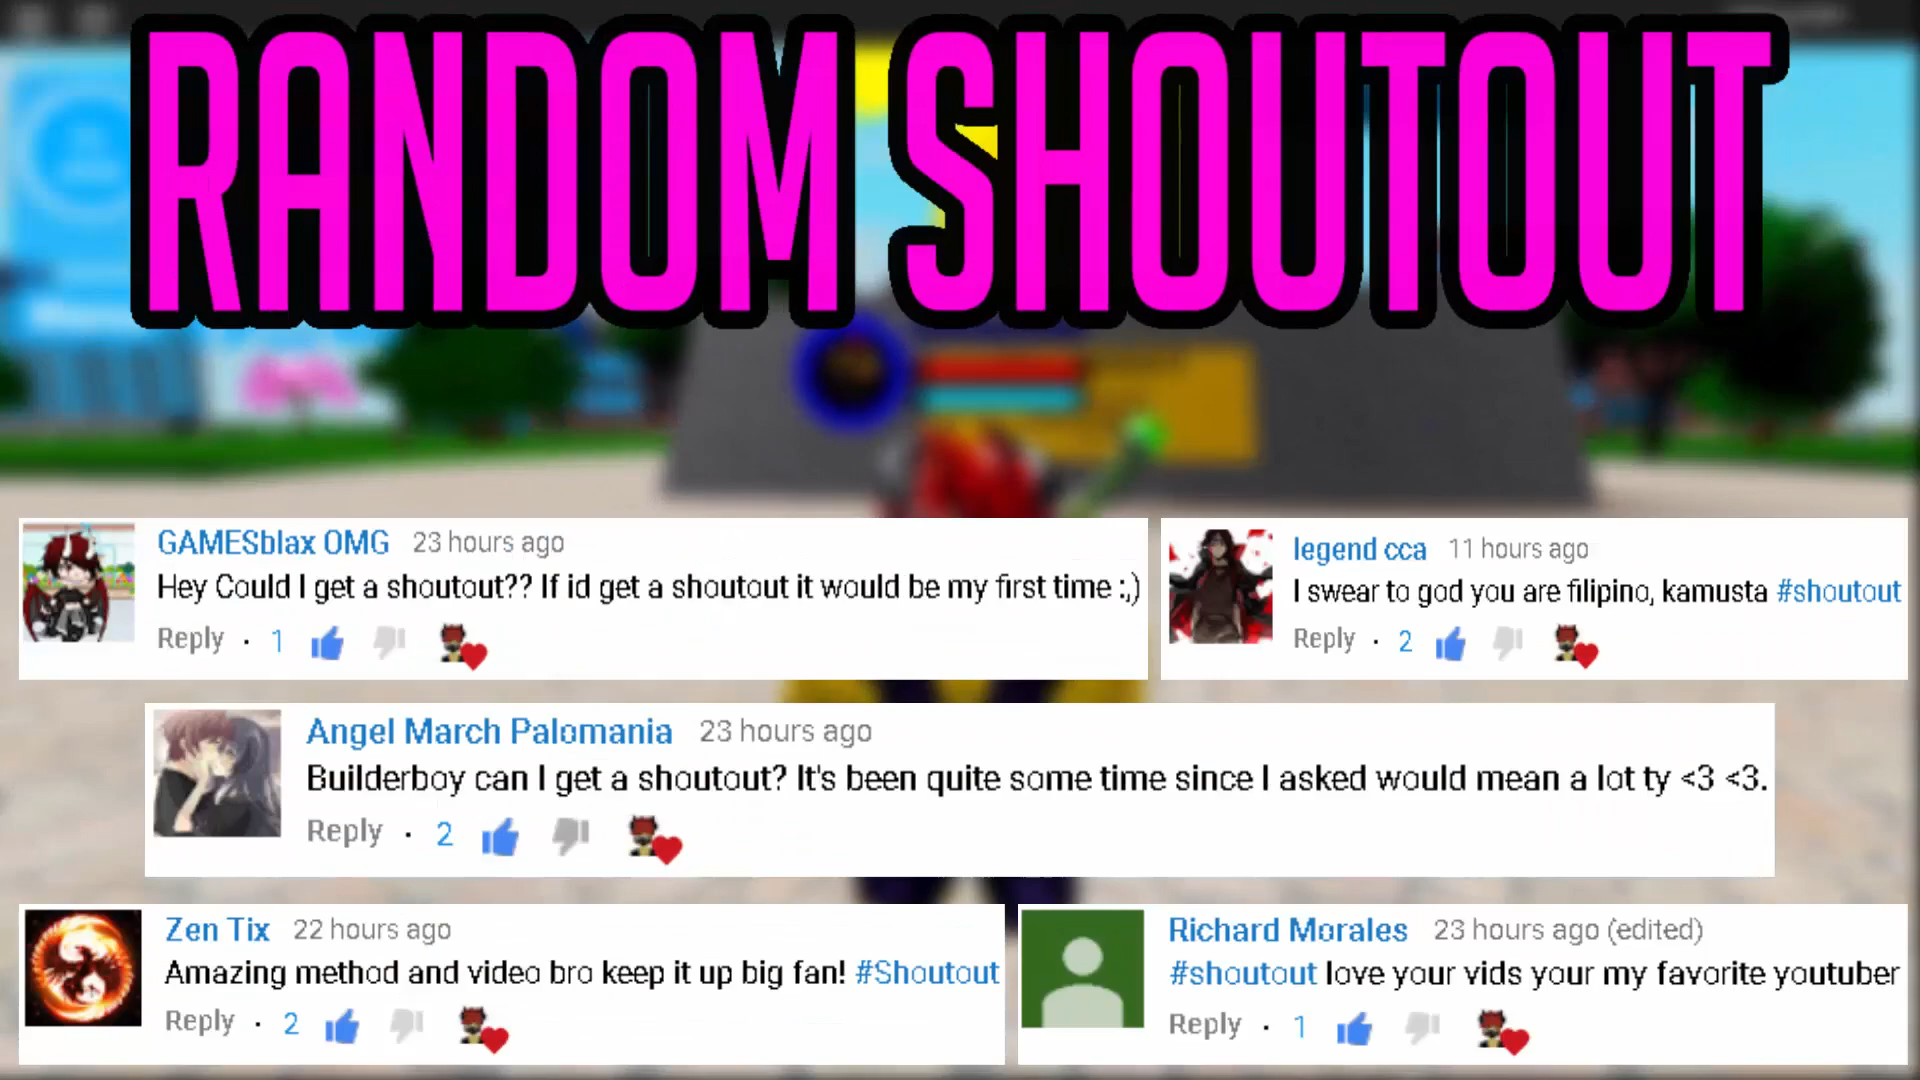 RANDOM SHOUTOUT
GAMESblax OMG 23 hours ago
Hey Could I get a shoutout?? If id get a shoutout it would be my first time :,)
Reply · 1
legend cca 11 hours ago
I swear to god you are filipino, kamusta #shoutout
Reply · 2
Angel March Palomania 23 hours ago
Builderboy can I get a shoutout? It's been quite some time since I asked would mean a lot ty <3 <3.
Reply · 2
Zen Tix 22 hours ago
Amazing method and video bro keep it up big fan! #Shoutout
Reply · 2
Richard Morales 23 hours ago (edited)
#shoutout love your vids your my favorite youtuber
Reply · 1